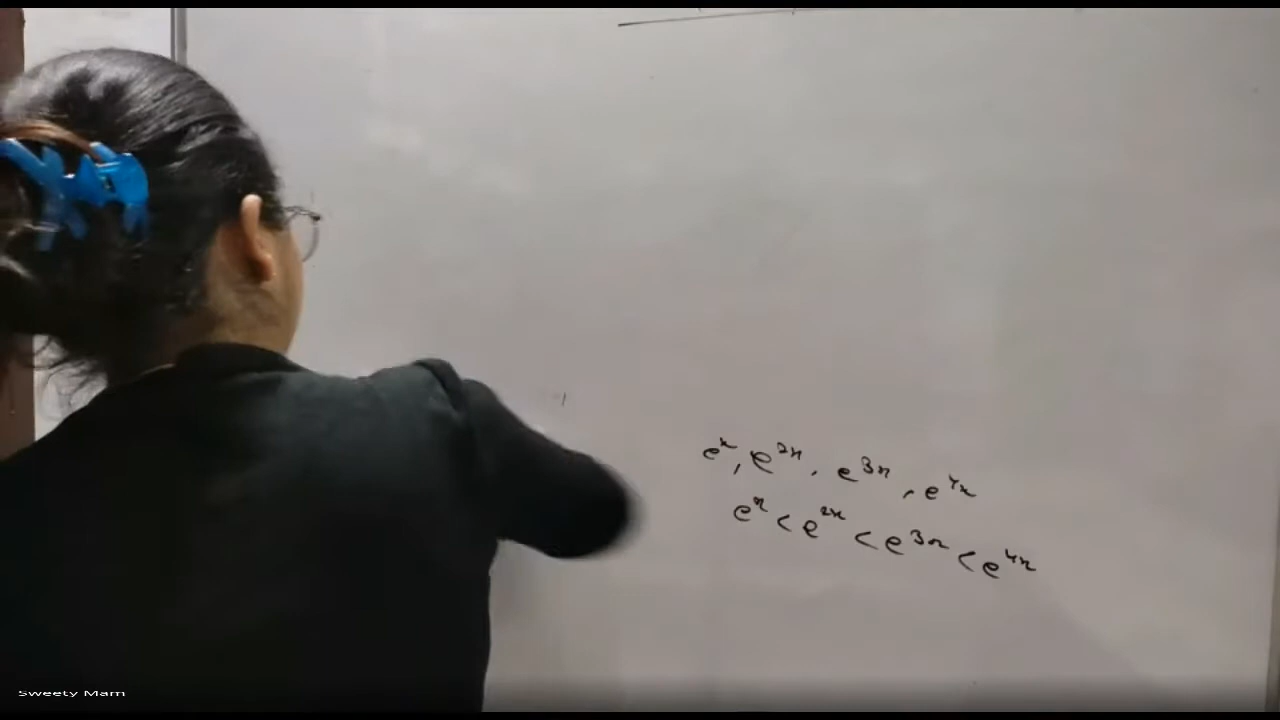 eˣ, e²ˣ, e³ˣ, e⁴ˣ
eˣ < e²ˣ < e³ˣ < e⁴ˣ
Sweety Mam